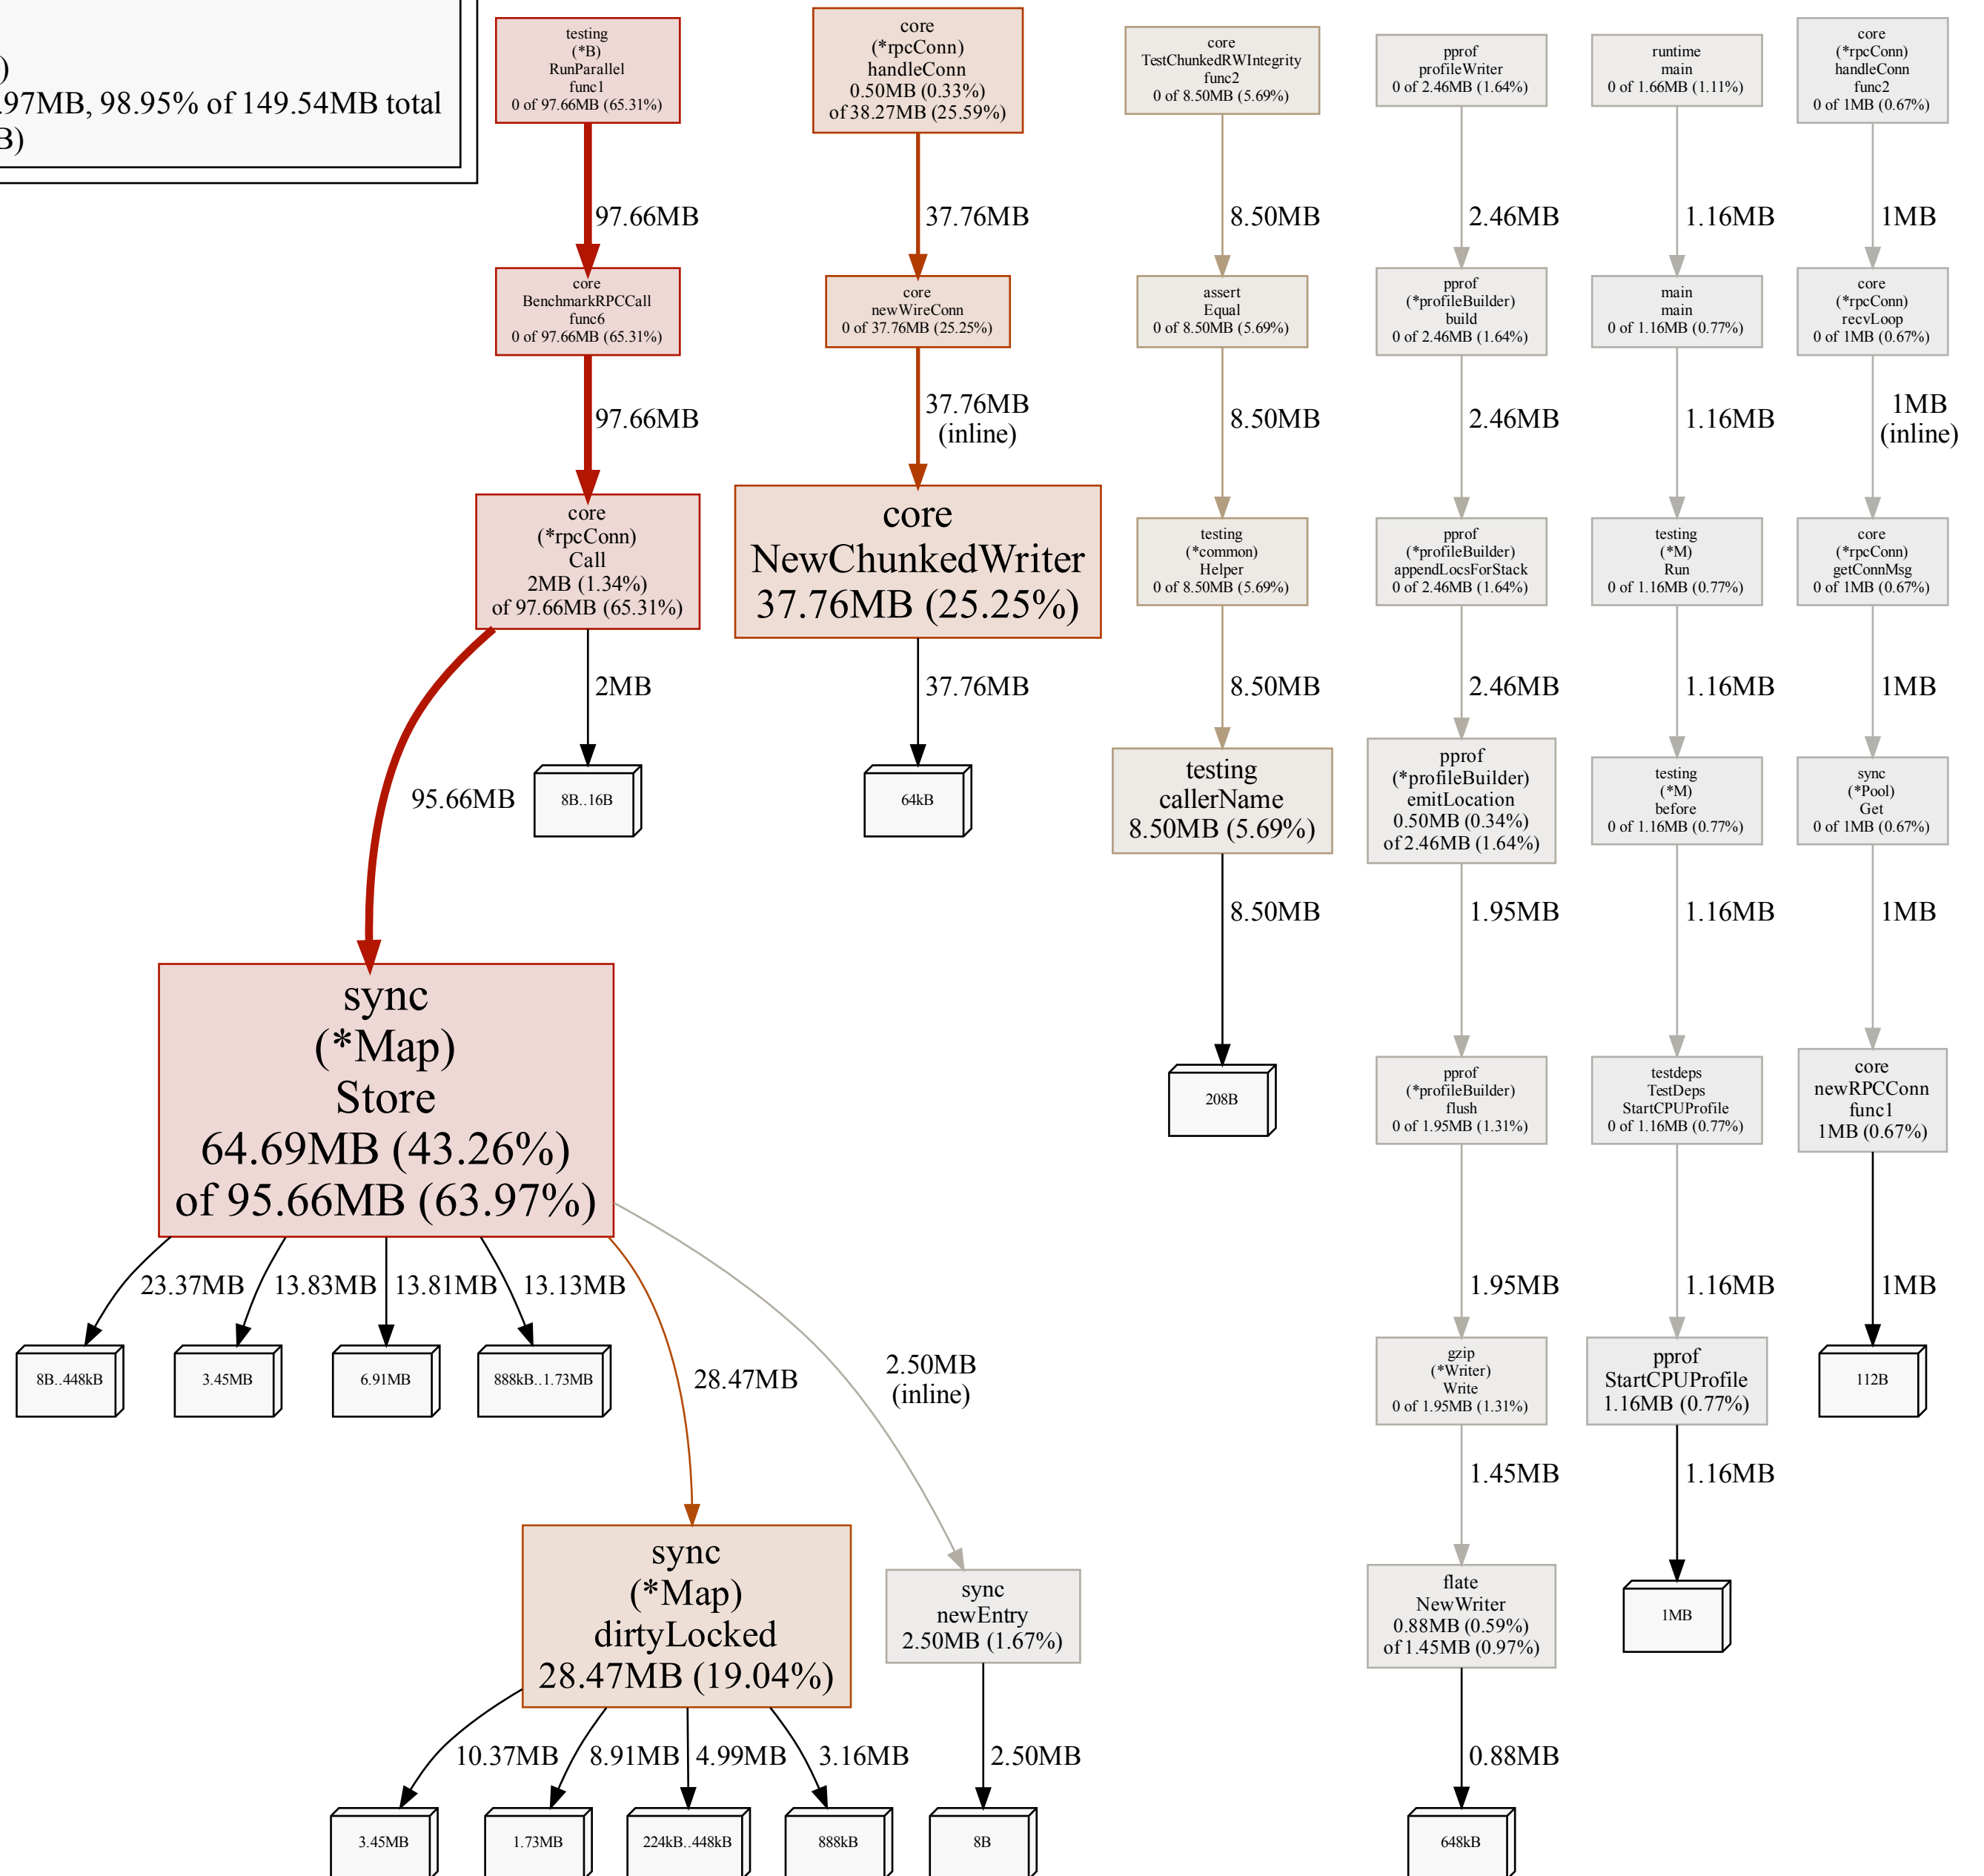 )
.97MB, 98.95% of 149.54MB total
B)
testing
(*B)
RunParallel
func1
0 of 97.66MB (65.31%)
97.66MB
core
BenchmarkRPCCall
func6
0 of 97.66MB (65.31%)
97.66MB
core
(*rpcConn)
Call
2MB (1.34%)
of 97.66MB (65.31%)
2MB
8B..16B
95.66MB
sync
(*Map)
Store
64.69MB (43.26%)
of 95.66MB (63.97%)
23.37MB
13.83MB
13.81MB
13.13MB
8B..448kB
3.45MB
6.91MB
888kB..1.73MB
28.47MB
2.50MB
(inline)
sync
(*Map)
dirtyLocked
28.47MB (19.04%)
sync
newEntry
2.50MB (1.67%)
10.37MB
8.91MB
4.99MB
3.16MB
2.50MB
3.45MB
1.73MB
224kB..448kB
888kB
8B
core
(*rpcConn)
handleConn
0.50MB (0.33%)
of 38.27MB (25.59%)
37.76MB
core
newWireConn
0 of 37.76MB (25.25%)
37.76MB
(inline)
core
NewChunkedWriter
37.76MB (25.25%)
37.76MB
64kB
core
TestChunkedRWIntegrity
func2
0 of 8.50MB (5.69%)
8.50MB
assert
Equal
0 of 8.50MB (5.69%)
8.50MB
testing
(*common)
Helper
0 of 8.50MB (5.69%)
8.50MB
testing
callerName
8.50MB (5.69%)
8.50MB
208B
pprof
profileWriter
0 of 2.46MB (1.64%)
2.46MB
pprof
(*profileBuilder)
build
0 of 2.46MB (1.64%)
2.46MB
pprof
(*profileBuilder)
appendLocsForStack
0 of 2.46MB (1.64%)
2.46MB
pprof
(*profileBuilder)
emitLocation
0.50MB (0.34%)
of 2.46MB (1.64%)
1.95MB
pprof
(*profileBuilder)
flush
0 of 1.95MB (1.31%)
1.95MB
gzip
(*Writer)
Write
0 of 1.95MB (1.31%)
1.45MB
flate
NewWriter
0.88MB (0.59%)
of 1.45MB (0.97%)
0.88MB
648kB
runtime
main
0 of 1.66MB (1.11%)
1.16MB
main
main
0 of 1.16MB (0.77%)
1.16MB
testing
(*M)
Run
0 of 1.16MB (0.77%)
1.16MB
testing
(*M)
before
0 of 1.16MB (0.77%)
1.16MB
testdeps
TestDeps
StartCPUProfile
0 of 1.16MB (0.77%)
1.16MB
pprof
StartCPUProfile
1.16MB (0.77%)
1.16MB
1MB
core
(*rpcConn)
handleConn
func2
0 of 1MB (0.67%)
1MB
core
(*rpcConn)
recvLoop
0 of 1MB (0.67%)
1MB
(inline)
core
(*rpcConn)
getConnMsg
0 of 1MB (0.67%)
1MB
sync
(*Pool)
Get
0 of 1MB (0.67%)
1MB
core
newRPCConn
func1
1MB (0.67%)
1MB
112B